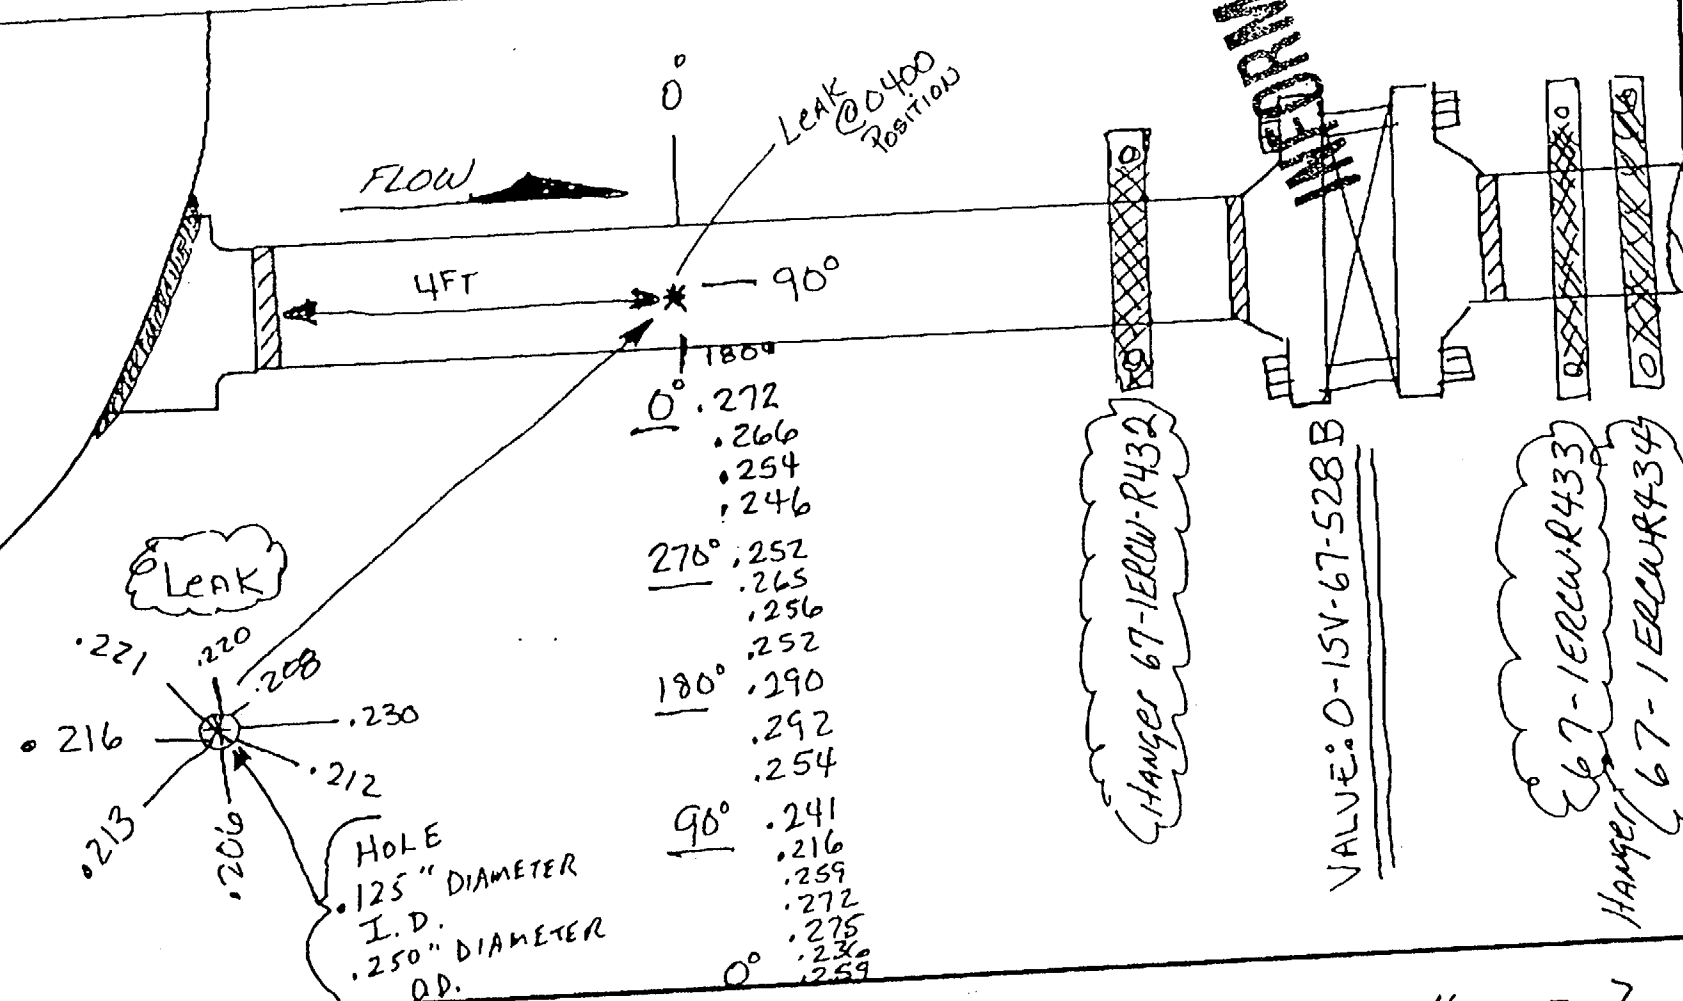 0°
LEAK
@0400
POSITION
FLOW
4FT
90°
180°
0° .272
.266
.254
.246
270° .252
.265
.256
.252
180° .290
.292
.254
90° .241
.216
.259
.272
.275
.236
0° .259
LEAK
.221
.220
.208
.216
.230
.212
.213
.206
HOLE
.125" DIAMETER
I.D.
.250" DIAMETER
O.D.
HANGER 67-1ERCW-R432
VALVE: 0-ISV-67-528B
67-1ERCW-R433
HANGER 67-1ERCW-R434